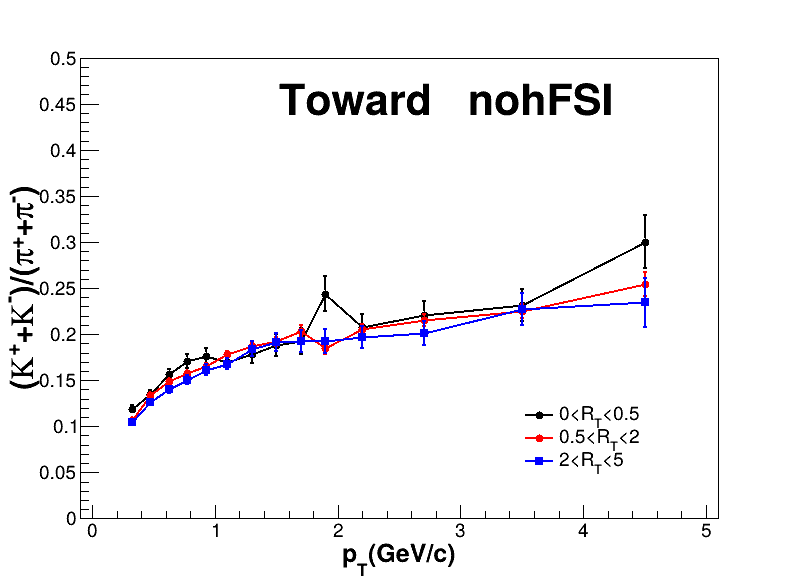 Toward nohFSI
(K⁺+K⁻)/(π⁺+π⁻)
0.5
0.45
0.4
0.35
0.3
0.25
0.2
0.15
0.1
0.05
0
0<R_T<0.5
0.5<R_T<2
2<R_T<5
0 1 2 3 4 5
p_T(GeV/c)